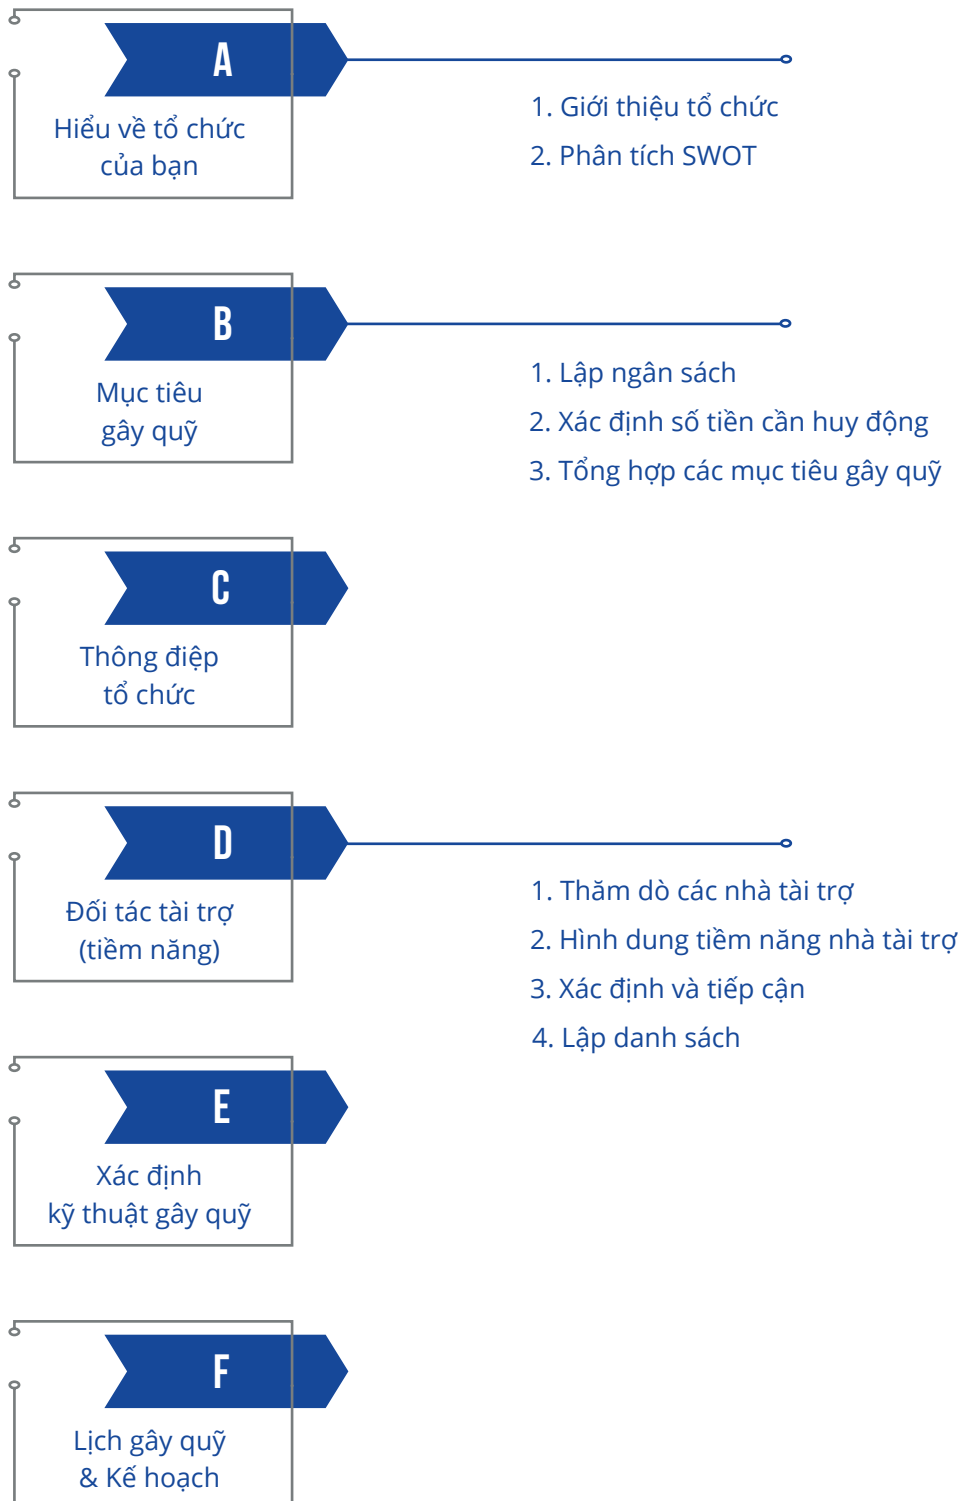 A
Hiểu về tổ chức
của bạn
1. Giới thiệu tổ chức
2. Phân tích SWOT
B
Mục tiêu
gây quỹ
1. Lập ngân sách
2. Xác định số tiền cần huy động
3. Tổng hợp các mục tiêu gây quỹ
C
Thông điệp
tổ chức
D
Đối tác tài trợ
(tiềm năng)
1. Thăm dò các nhà tài trợ
2. Hình dung tiềm năng nhà tài trợ
3. Xác định và tiếp cận
4. Lập danh sách
E
Xác định
kỹ thuật gây quỹ
F
Lịch gây quỹ
& Kế hoạch